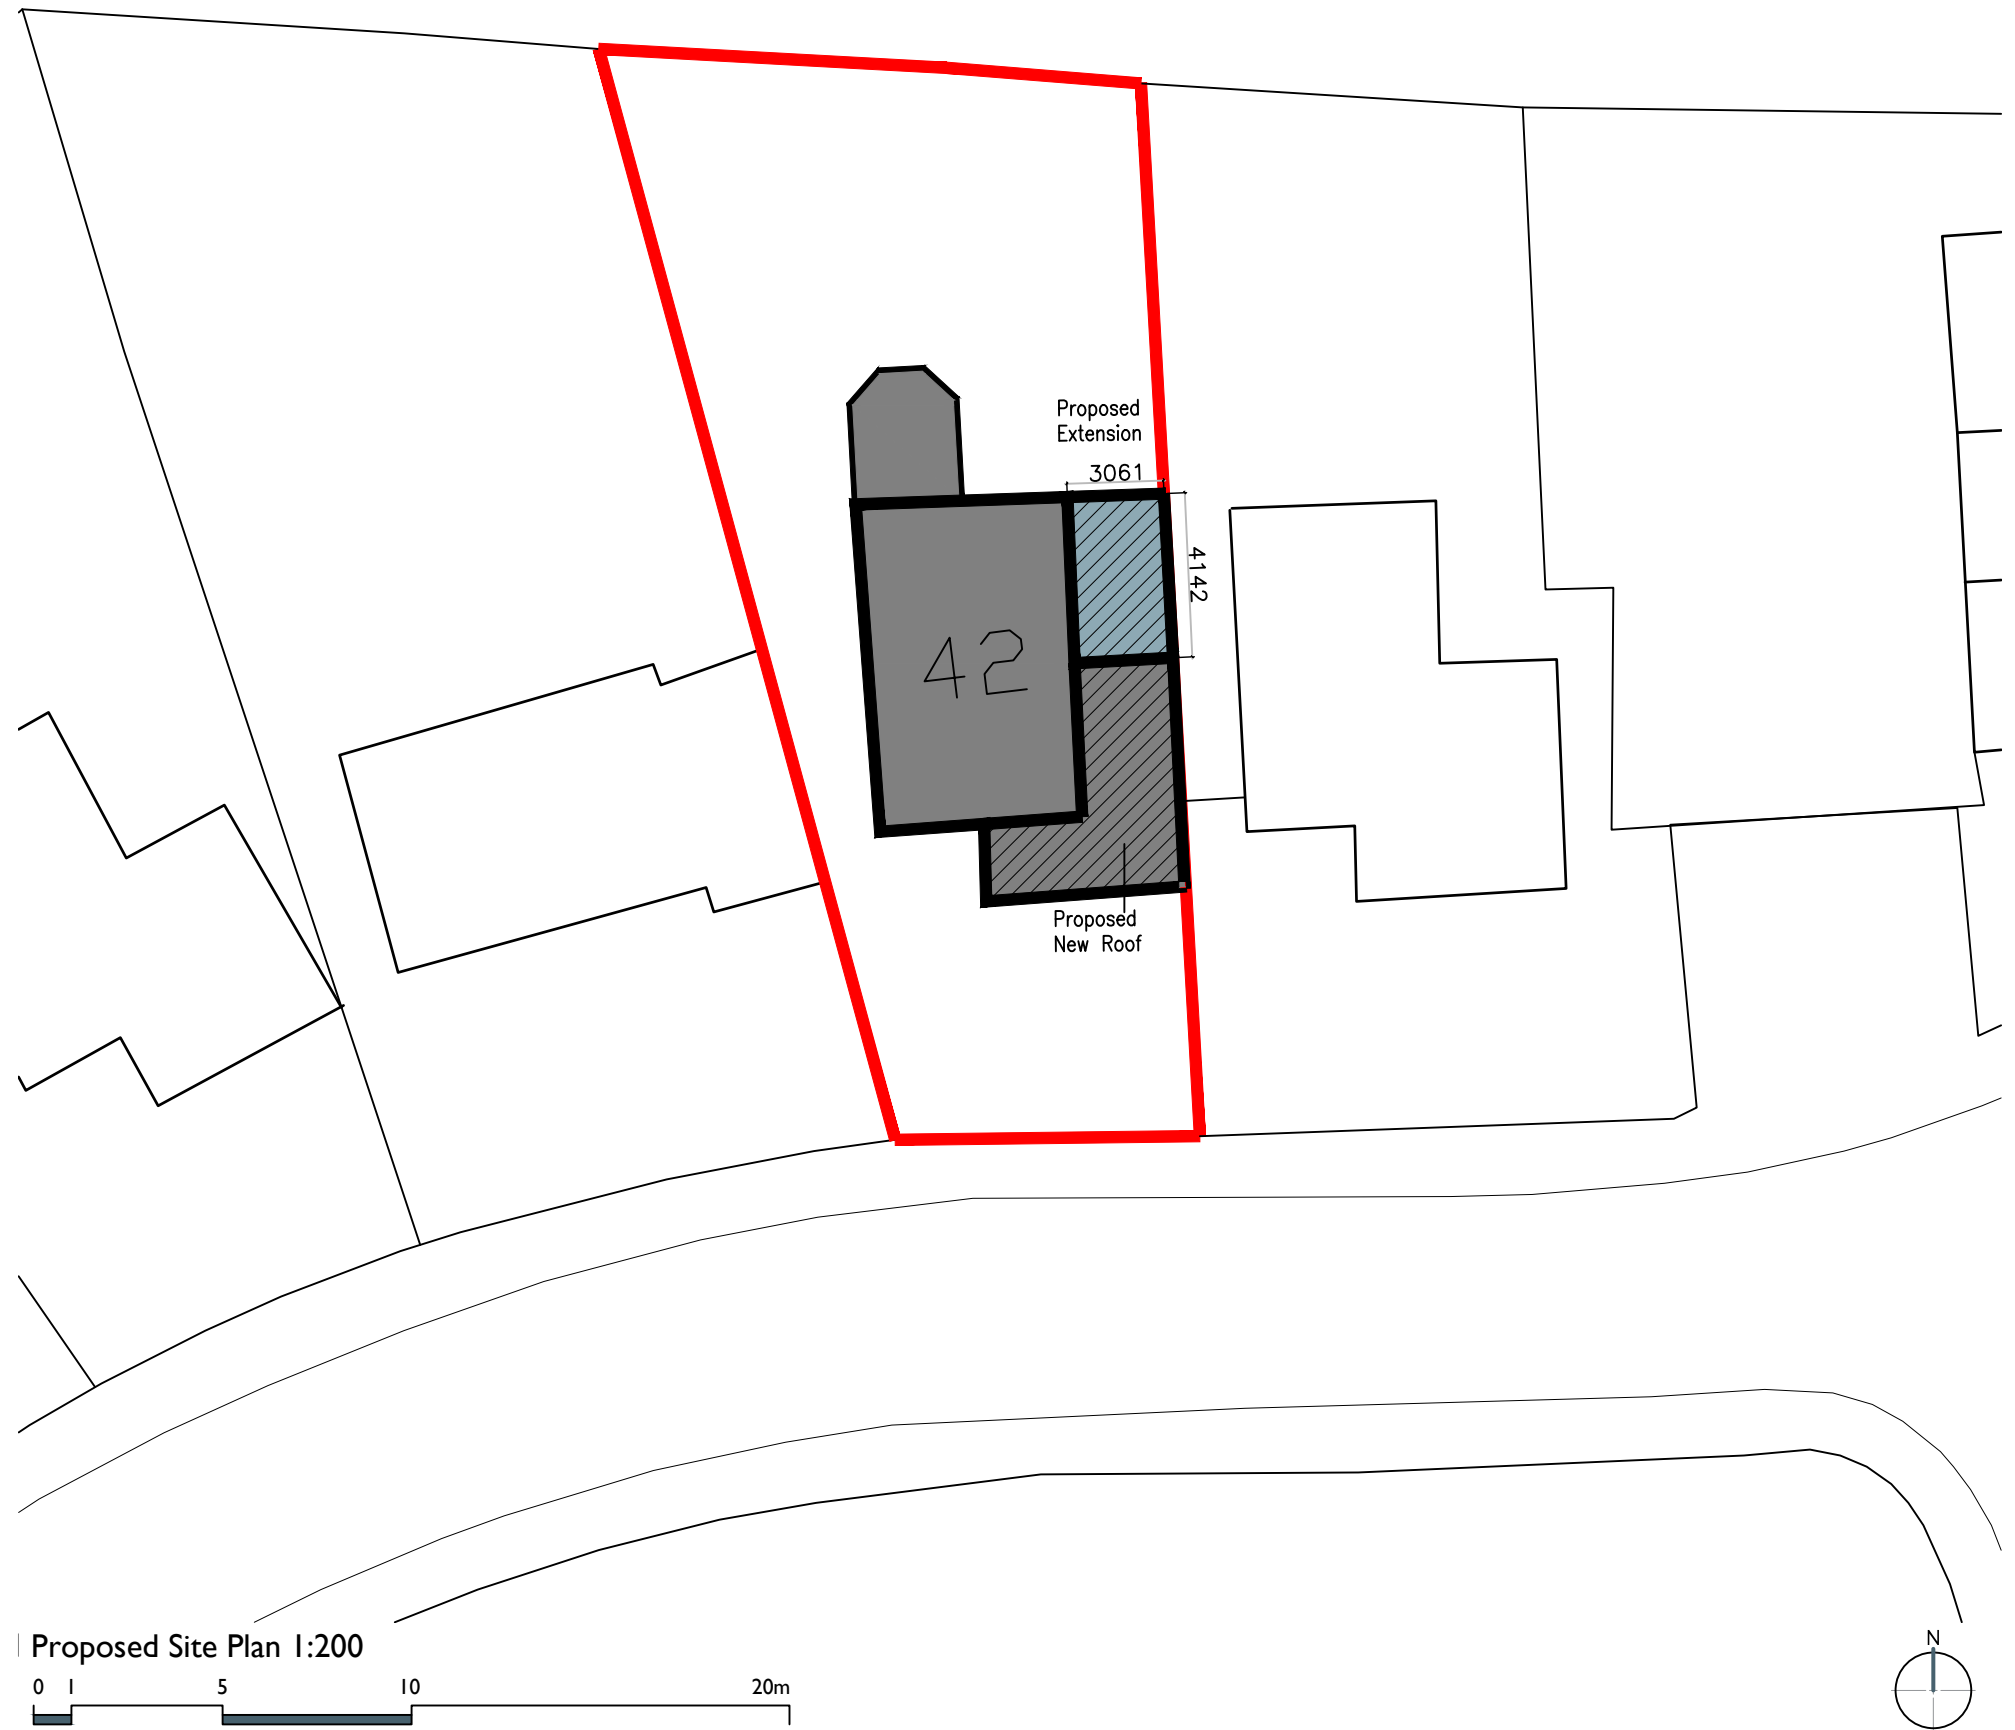 Proposed
Extension
3061
4142
42
Proposed
New Roof
Proposed Site Plan 1:200
0 1 5 10 20m
N